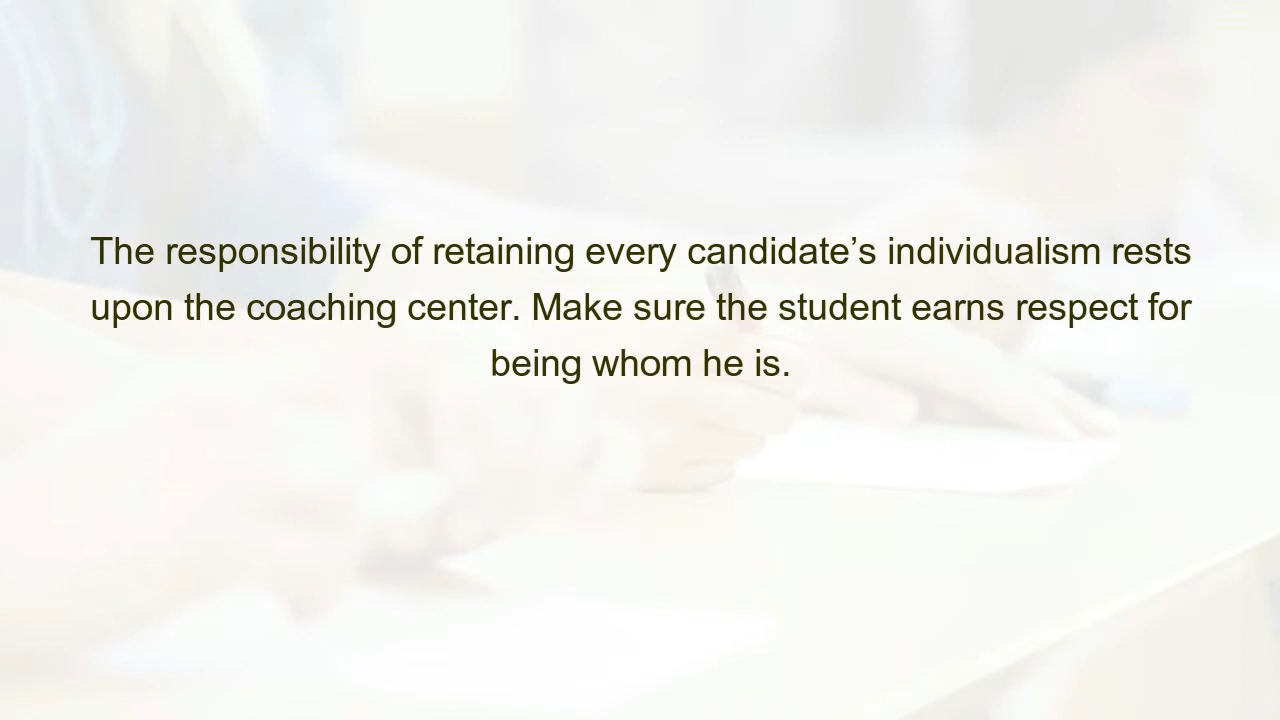 The responsibility of retaining every candidate’s individualism rests
upon the coaching center. Make sure the student earns respect for
being whom he is.